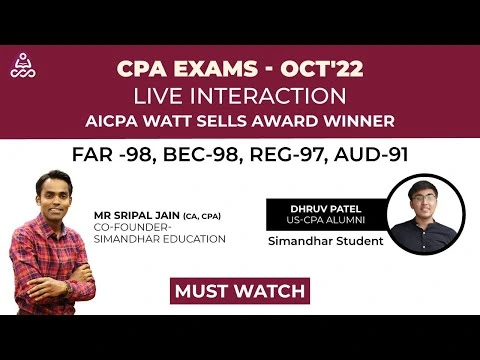 CPA EXAMS - OCT'22
LIVE INTERACTION
AICPA WATT SELLS AWARD WINNER
FAR -98, BEC-98, REG-97, AUD-91
MR SRIPAL JAIN (CA, CPA)
CO-FOUNDER-
SIMANDHAR EDUCATION
DHRUV PATEL
US-CPA ALUMNI
Simandhar Student
MUST WATCH